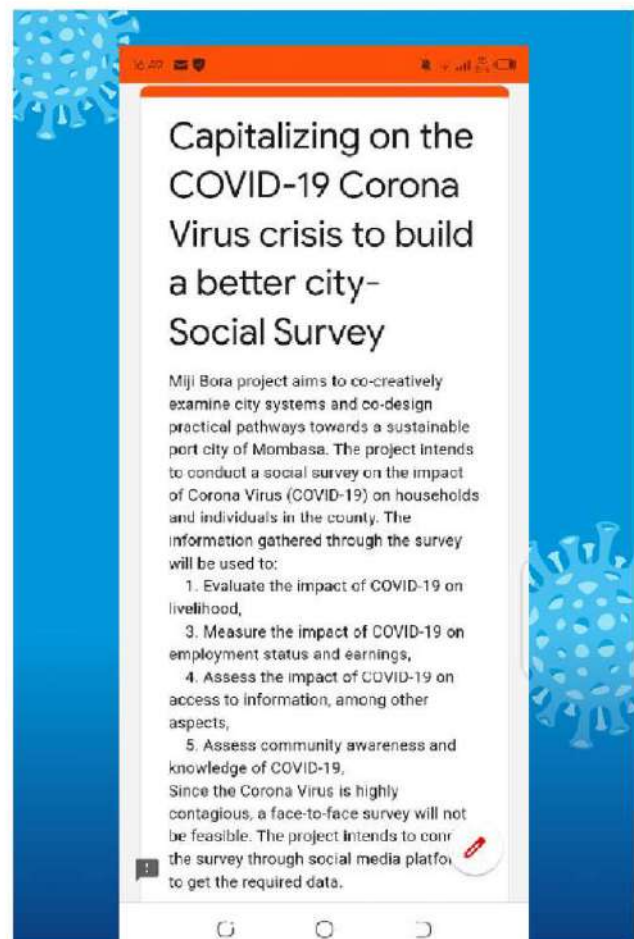 16:49
Capitalizing on the
COVID-19 Corona
Virus crisis to build
a better city-
Social Survey
Miji Bora project aims to co-creatively
examine city systems and co-design
practical pathways towards a sustainable
port city of Mombasa. The project intends
to conduct a social survey on the impact
of Corona Virus (COVID-19) on households
and individuals in the county. The
information gathered through the survey
will be used to:
1. Evaluate the impact of COVID-19 on
livelihood,
3. Measure the impact of COVID-19 on
employment status and earnings,
4. Assess the impact of COVID-19 on
access to information, among other
aspects,
5. Assess community awareness and
knowledge of COVID-19,
Since the Corona Virus is highly
contagious, a face-to-face survey will not
be feasible. The project intends to
the survey through social media
to get the required data.